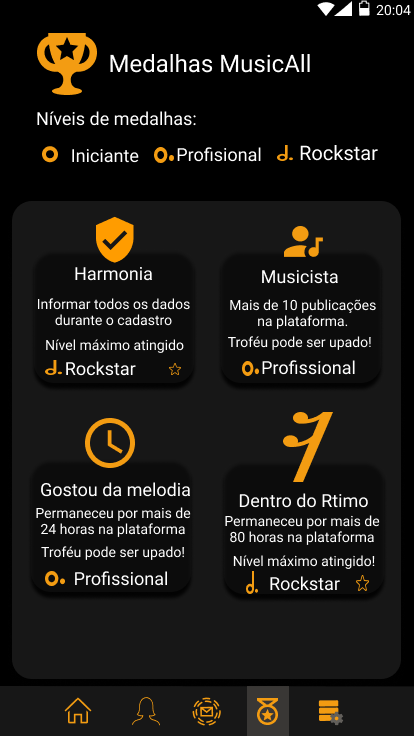 20:04
Medalhas MusicAll
Níveis de medalhas:
Iniciante Profisional Rockstar
Harmonia
Informar todos os dados
durante o cadastro
Nível máximo atingido
Rockstar
Musicista
Mais de 10 publicações
na plataforma.
Troféu pode ser upado!
Profissional
Gostou da melodia
Permaneceu por mais de
24 horas na plataforma
Troféu pode ser upado!
Profissional
Dentro do Rtimo
Permaneceu por mais de
80 horas na plataforma
Nível máximo atingido!
Rockstar